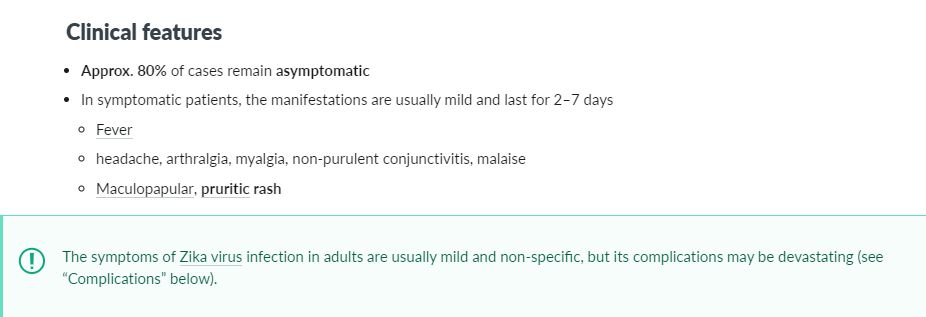 Clinical features
• Approx. 80% of cases remain asymptomatic
• In symptomatic patients, the manifestations are usually mild and last for 2–7 days
○ Fever
○ headache, arthralgia, myalgia, non-purulent conjunctivitis, malaise
○ Maculopapular, pruritic rash
The symptoms of Zika virus infection in adults are usually mild and non-specific, but its complications may be devastating (see
“Complications” below).